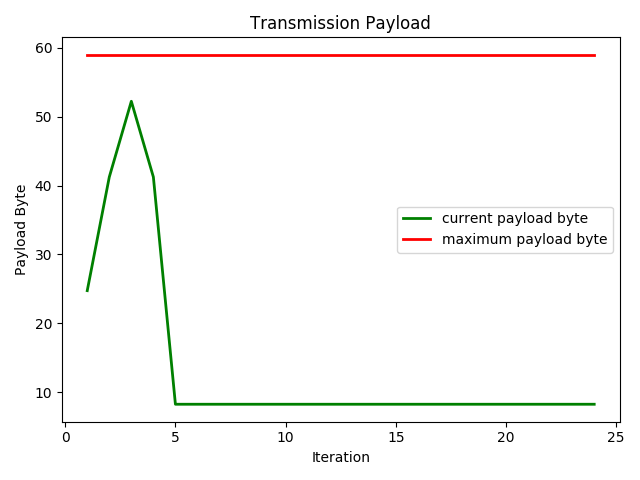 Transmission Payload
60
50
40
30
20
10
Payload Byte
current payload byte
maximum payload byte
0 5 10 15 20 25
Iteration